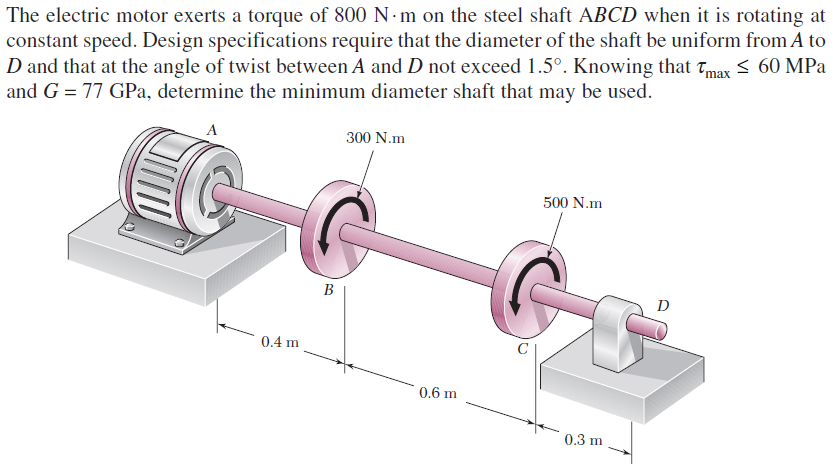 The electric motor exerts a torque of 800 N·m on the steel shaft ABCD when it is rotating at
constant speed. Design specifications require that the diameter of the shaft be uniform from A to
D and that at the angle of twist between A and D not exceed 1.5°. Knowing that τmax ≤ 60 MPa
and G = 77 GPa, determine the minimum diameter shaft that may be used.
A
300 N.m
500 N.m
B
D
0.4 m
C
0.6 m
0.3 m